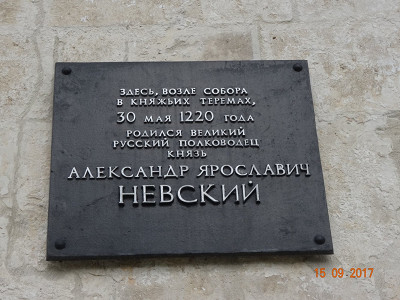 ЗДЕСЬ, ВОЗЛЕ СОБОРА
В КНЯЖЬИХ ТЕРЕМАХ,
30 МАЯ 1220 ГОДА
РОДИЛСЯ ВЕЛИКИЙ
РУССКИЙ ПОЛКОВОДЕЦ
КНЯЗЬ
АЛЕКСАНДР ЯРОСЛАВИЧ
НЕВСКИЙ
15 09 2017